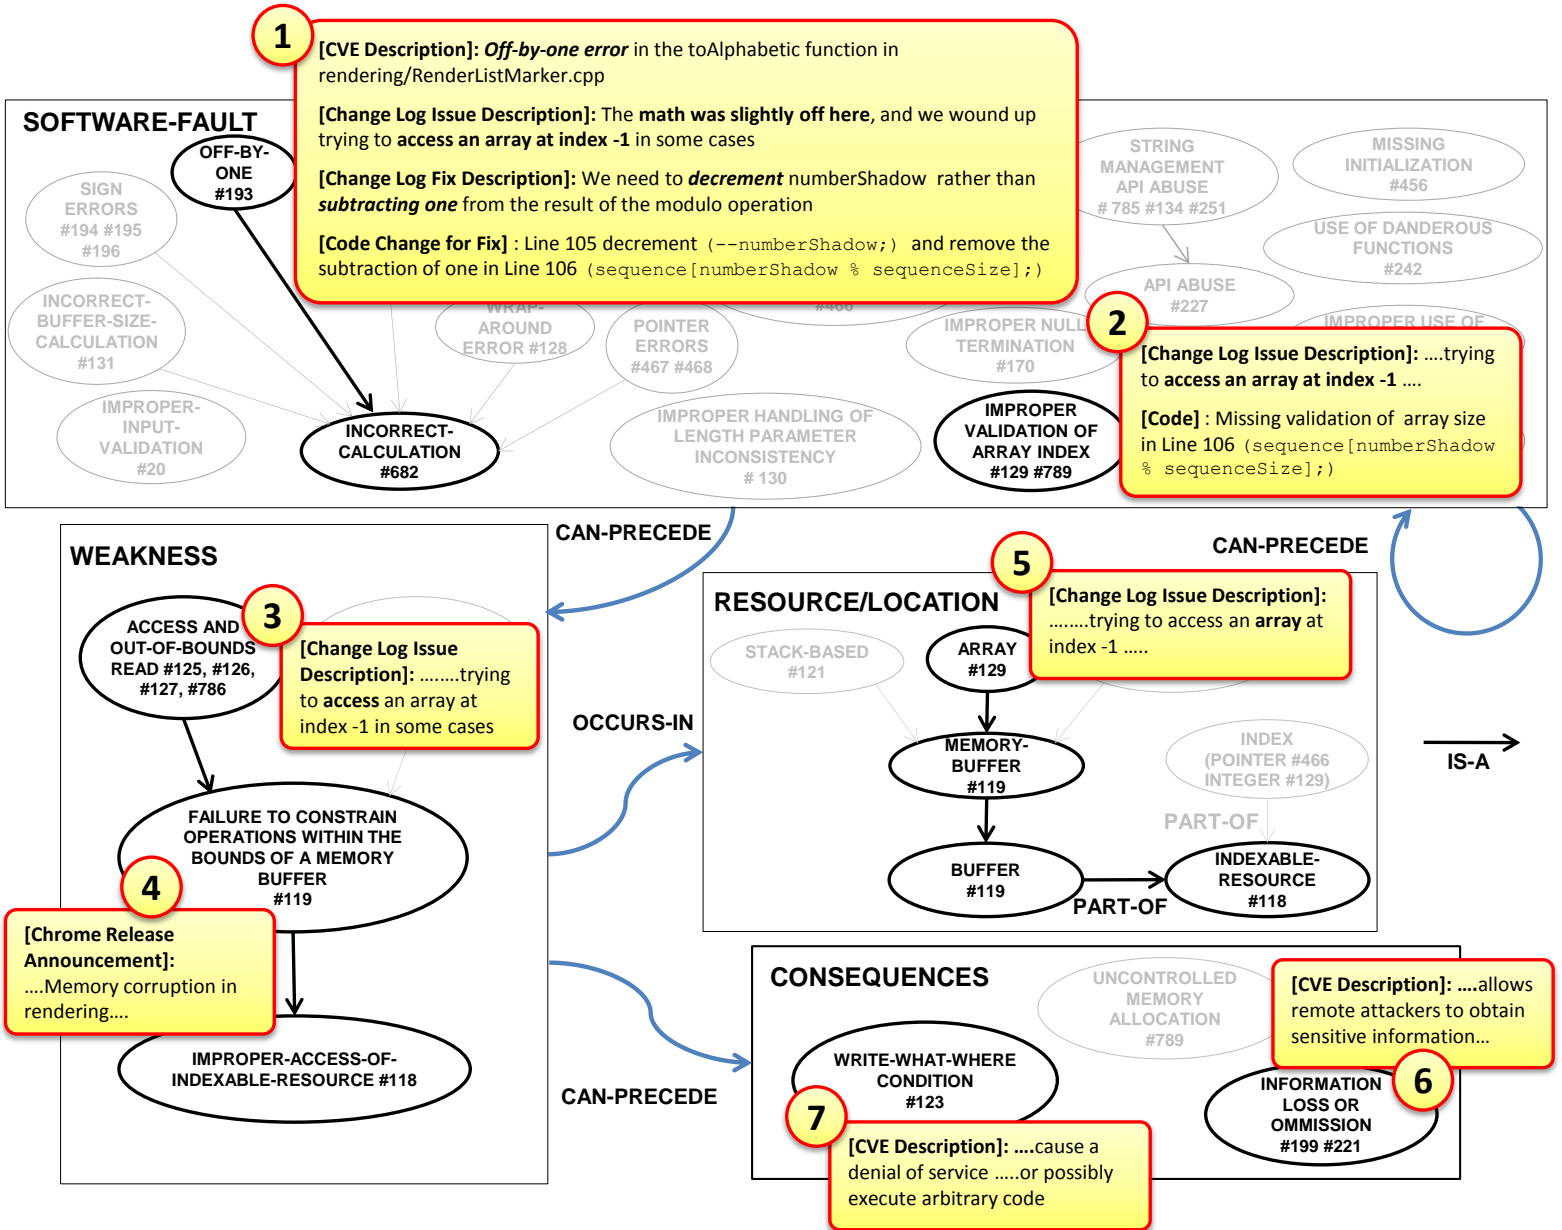 1
[CVE Description]: Off-by-one error in the toAlphabetic function in
rendering/RenderListMarker.cpp
[Change Log Issue Description]: The math was slightly off here, and we wound up
trying to access an array at index -1 in some cases
[Change Log Fix Description]: We need to decrement numberShadow rather than
subtracting one from the result of the modulo operation
[Code Change for Fix] : Line 105 decrement (--numberShadow;) and remove the
subtraction of one in Line 106 (sequence[numberShadow % sequenceSize];)
SOFTWARE-FAULT
OFF-BY-
ONE
#193
SIGN
ERRORS
#194 #195
#196
STRING
MANAGEMENT
API ABUSE
# 785 #134 #251
MISSING
INITIALIZATION
#456
USE OF DANDEROUS
FUNCTIONS
#242
API ABUSE
#227
INCORRECT-
BUFFER-SIZE-
CALCULATION
#131
WRAP-
AROUND
ERROR #128
POINTER
ERRORS
#467 #468
#466
IMPROPER NULL
TERMINATION
#170
IMPROPER USE OF
2
[Change Log Issue Description]: ....trying
to access an array at index -1 ....
[Code] : Missing validation of array size
in Line 106 (sequence[numberShadow
% sequenceSize];)
IMPROPER-
INPUT-
VALIDATION
#20
INCORRECT-
CALCULATION
#682
IMPROPER HANDLING OF
LENGTH PARAMETER
INCONSISTENCY
# 130
IMPROPER
VALIDATION OF
ARRAY INDEX
#129 #789
CAN-PRECEDE
CAN-PRECEDE
WEAKNESS
ACCESS AND
OUT-OF-BOUNDS
READ #125, #126,
#127, #786
3
[Change Log Issue
Description]: ........trying
to access an array at
index -1 in some cases
FAILURE TO CONSTRAIN
OPERATIONS WITHIN THE
BOUNDS OF A MEMORY
BUFFER
#119
4
[Chrome Release
Announcement]:
....Memory corruption in
rendering....
IMPROPER-ACCESS-OF-
INDEXABLE-RESOURCE #118
OCCURS-IN
CAN-PRECEDE
RESOURCE/LOCATION
5
[Change Log Issue Description]:
........trying to access an array at
index -1 .....
STACK-BASED
#121
ARRAY
#129
MEMORY-
BUFFER
#119
INDEX
(POINTER #466
INTEGER #129)
PART-OF
BUFFER
#119
PART-OF
INDEXABLE-
RESOURCE
#118
IS-A
CONSEQUENCES
UNCONTROLLED
MEMORY
ALLOCATION
#789
[CVE Description]: ....allows
remote attackers to obtain
sensitive information...
6
WRITE-WHAT-WHERE
CONDITION
#123
INFORMATION
LOSS OR
OMMISSION
#199 #221
7
[CVE Description]: ....cause a
denial of service .....or possibly
execute arbitrary code